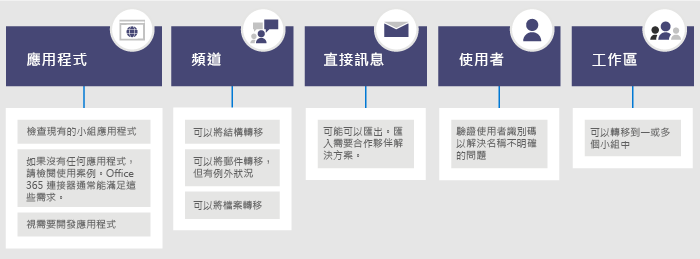 應用程式
頻道
直接訊息
使用者
工作區
檢查現有的小組應用程式
如果沒有任何應用程式，
請檢閱使用案例。Office
365 連接器通常能滿足這
些需求。
視需要開發應用程式
可以將結構轉移
可以將郵件轉移，
但有例外狀況
可以將檔案轉移
可能可以匯出。匯
入需要合作夥伴解
決方案。
驗證使用者識別碼
以解決名稱不明確
的問題
可以轉移到一或多
個小組中